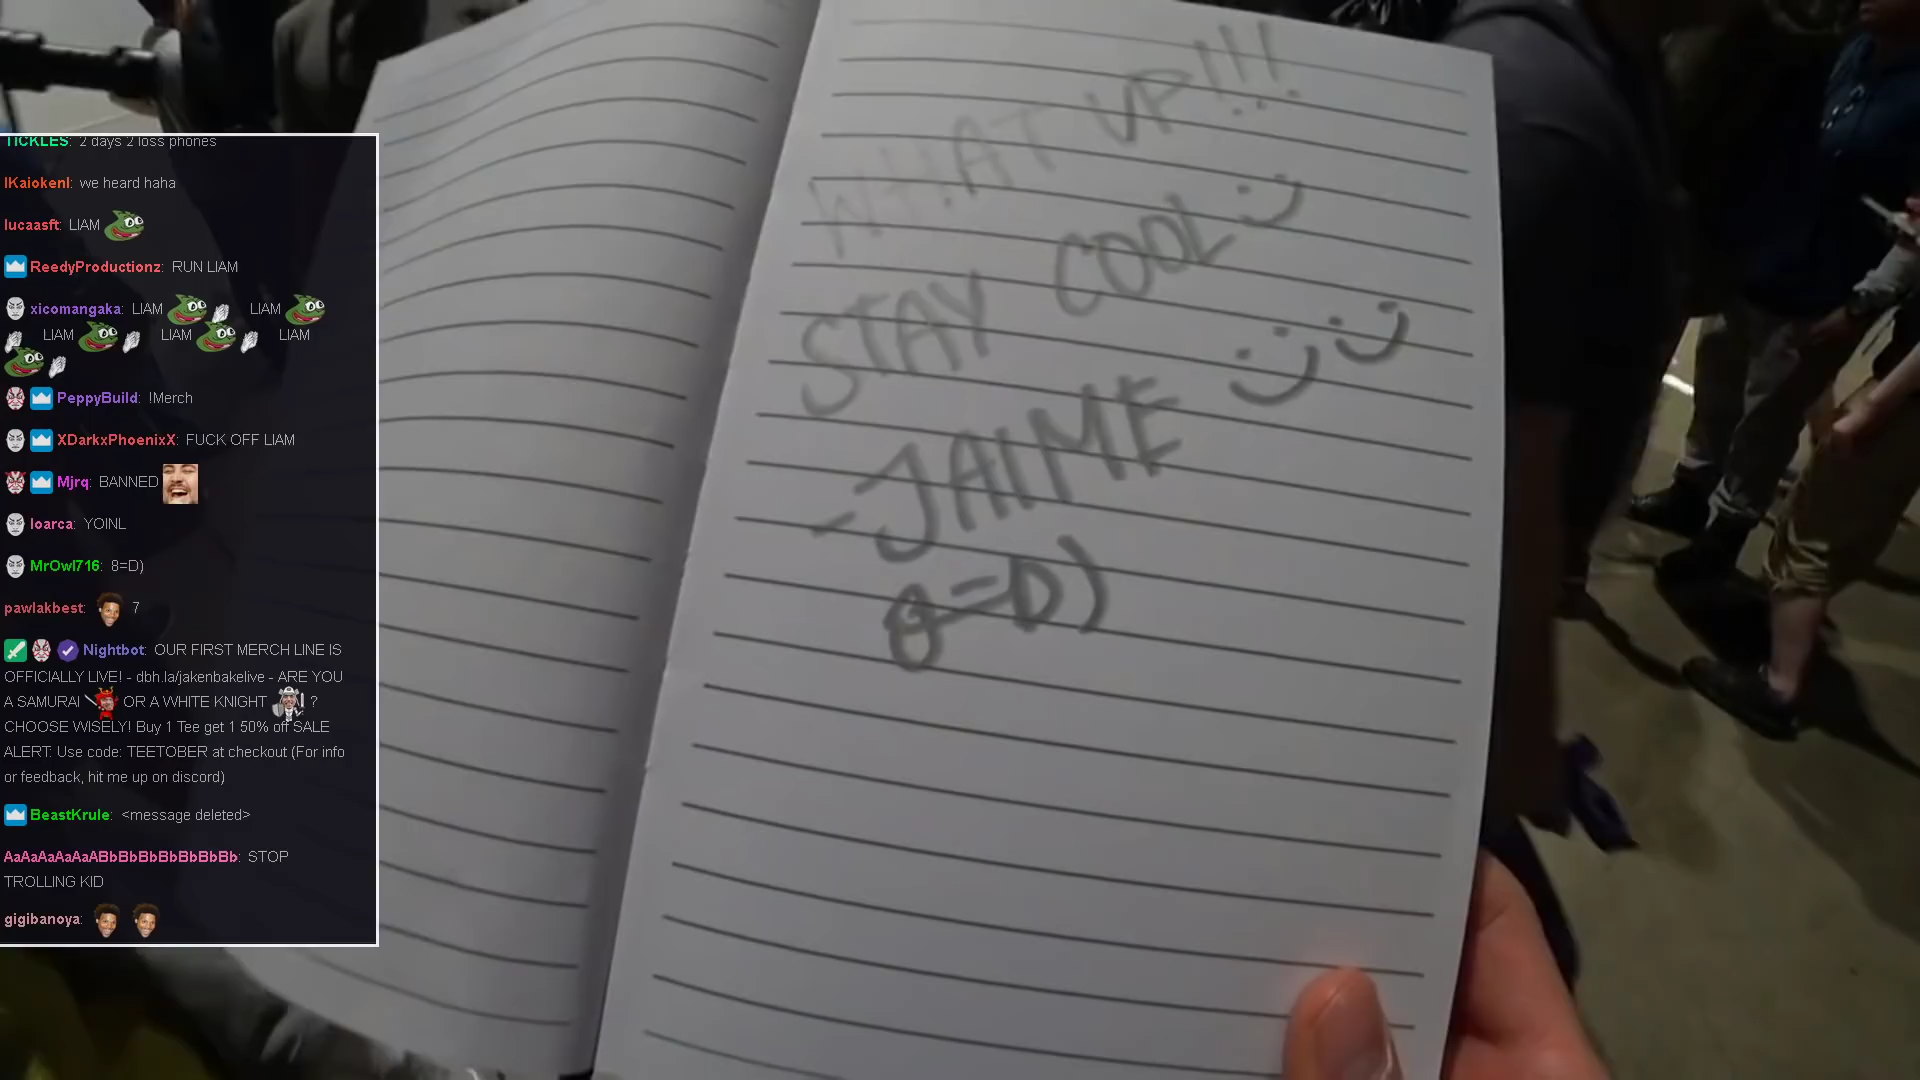 TICKLES: 2 days 2 loss phones
IKaiokenI: we heard haha
lucaasft: LIAM
ReedyProductionz: RUN LIAM
xicomangaka: LIAM LIAM
LIAM LIAM LIAM
PeppyBuild: !Merch
XDarkxPhoenixX: FUCK OFF LIAM
Mjrq: BANNED
loarca: YOINL
MrOwl716: 8=D)
pawlakbest: 7
Nightbot: OUR FIRST MERCH LINE IS
OFFICIALLY LIVE! - dbh.la/jakenbakelive - ARE YOU
A SAMURAI OR A WHITE KNIGHT ?
CHOOSE WISELY! Buy 1 Tee get 1 50% off SALE
ALERT: Use code: TEETOBER at checkout (For info
or feedback, hit me up on discord)
BeastKrule: <message deleted>
AaAaAaAaAaABbBbBbBbBbBbBb: STOP
TROLLING KID
gigibanoya:
WHAT UP!!!
STAY COOL :)
-JAIME :) :)
8=D)